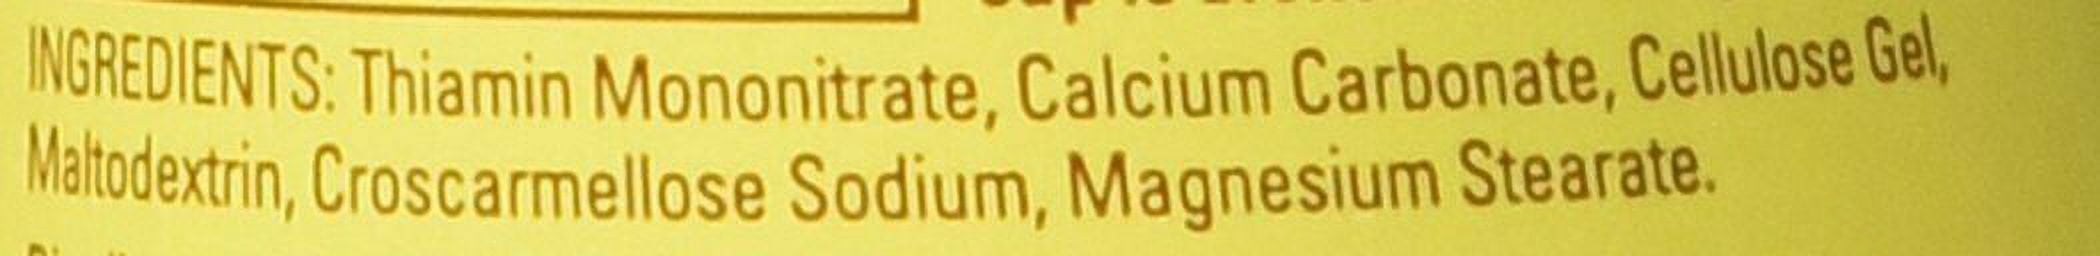 INGREDIENTS: Thiamin Mononitrate, Calcium Carbonate, Cellulose Gel,
Maltodextrin, Croscarmellose Sodium, Magnesium Stearate.